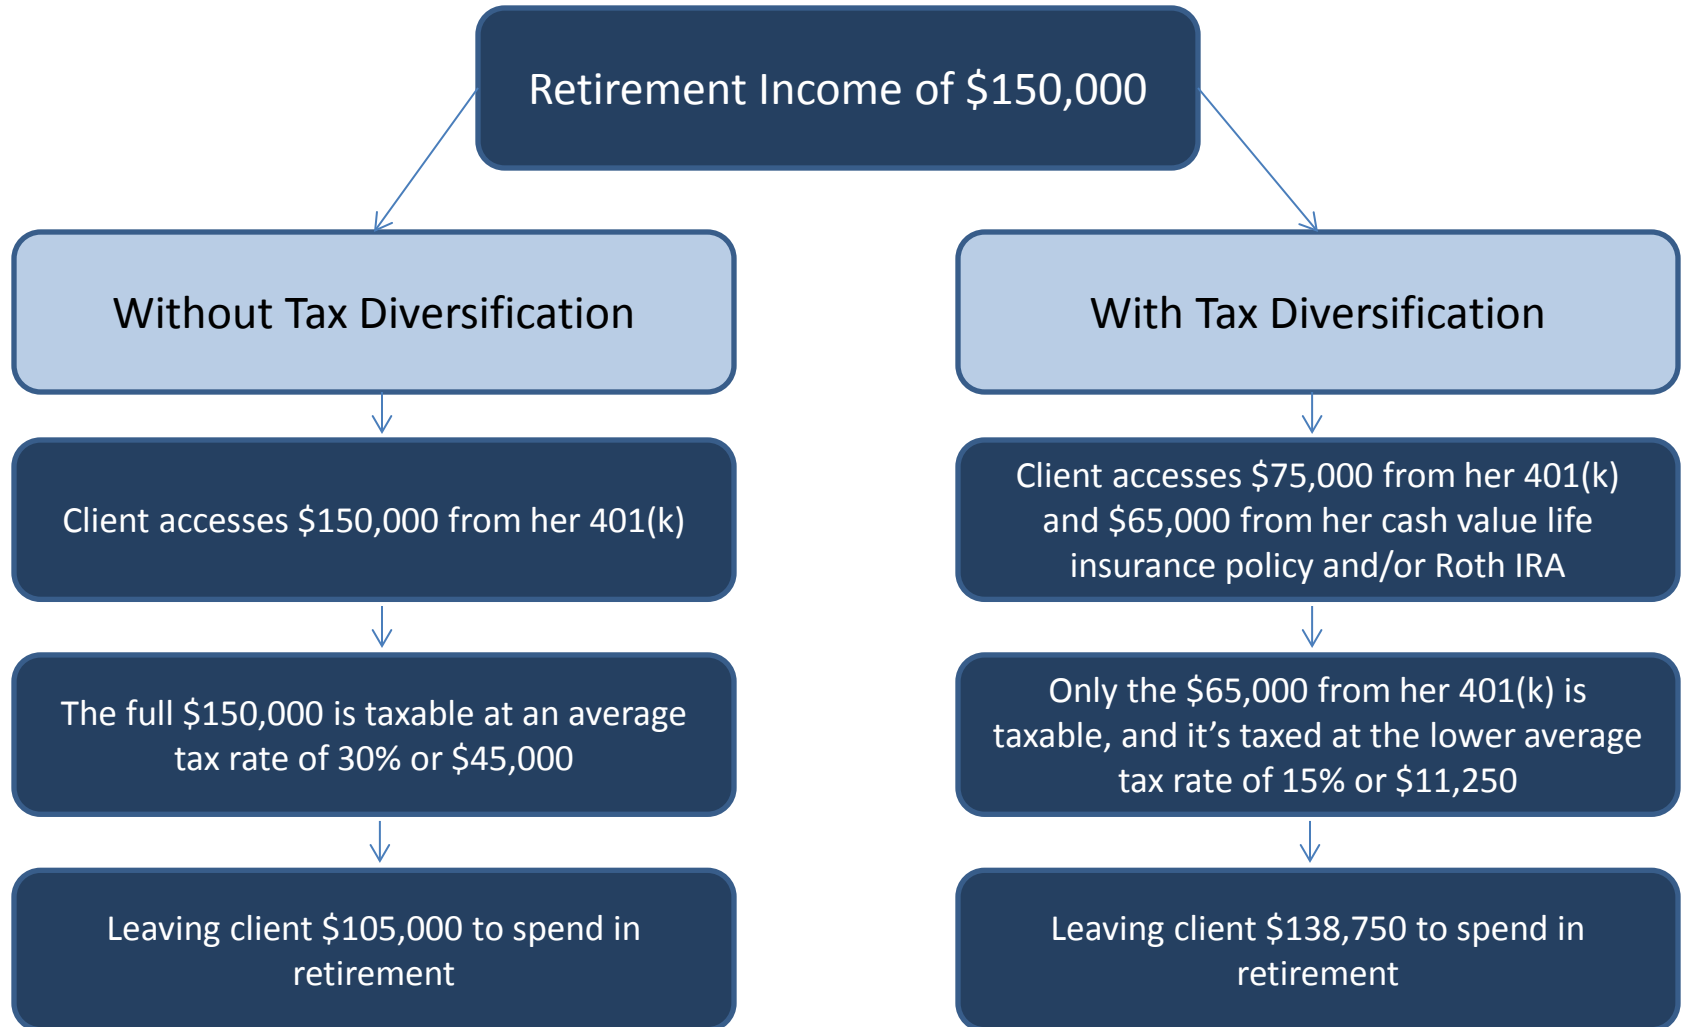 Retirement Income of $150,000
Without Tax Diversification
With Tax Diversification
Client accesses $150,000 from her 401(k)
Client accesses $75,000 from her 401(k)
and $65,000 from her cash value life
insurance policy and/or Roth IRA
The full $150,000 is taxable at an average
tax rate of 30% or $45,000
Only the $65,000 from her 401(k) is
taxable, and it’s taxed at the lower average
tax rate of 15% or $11,250
Leaving client $105,000 to spend in
retirement
Leaving client $138,750 to spend in
retirement